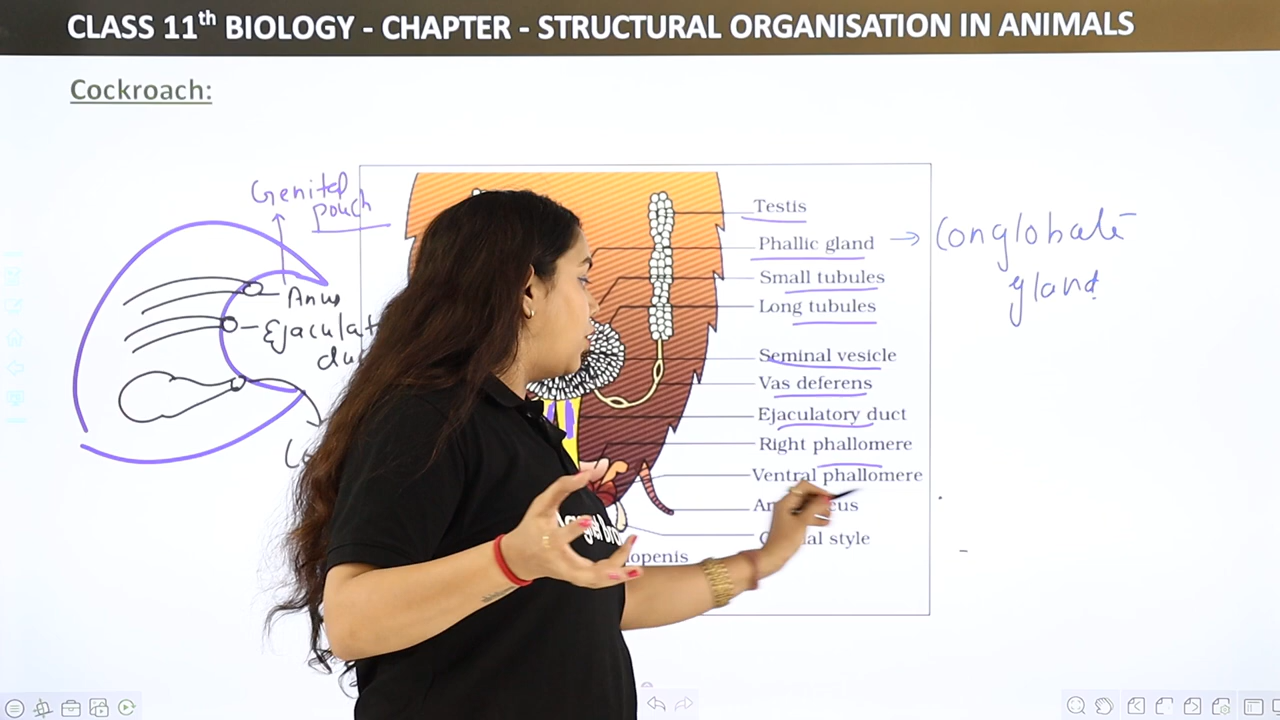 CLASS 11th BIOLOGY - CHAPTER - STRUCTURAL ORGANISATION IN ANIMALS
Cockroach:
Genital
pouch
Anus
Ejaculat
du
Testis
Phallic gland → Conglobate
gland
Small tubules
Long tubules
Seminal vesicle
Vas deferens
Ejaculatory duct
Right phallomere
Ventral phallomere
style